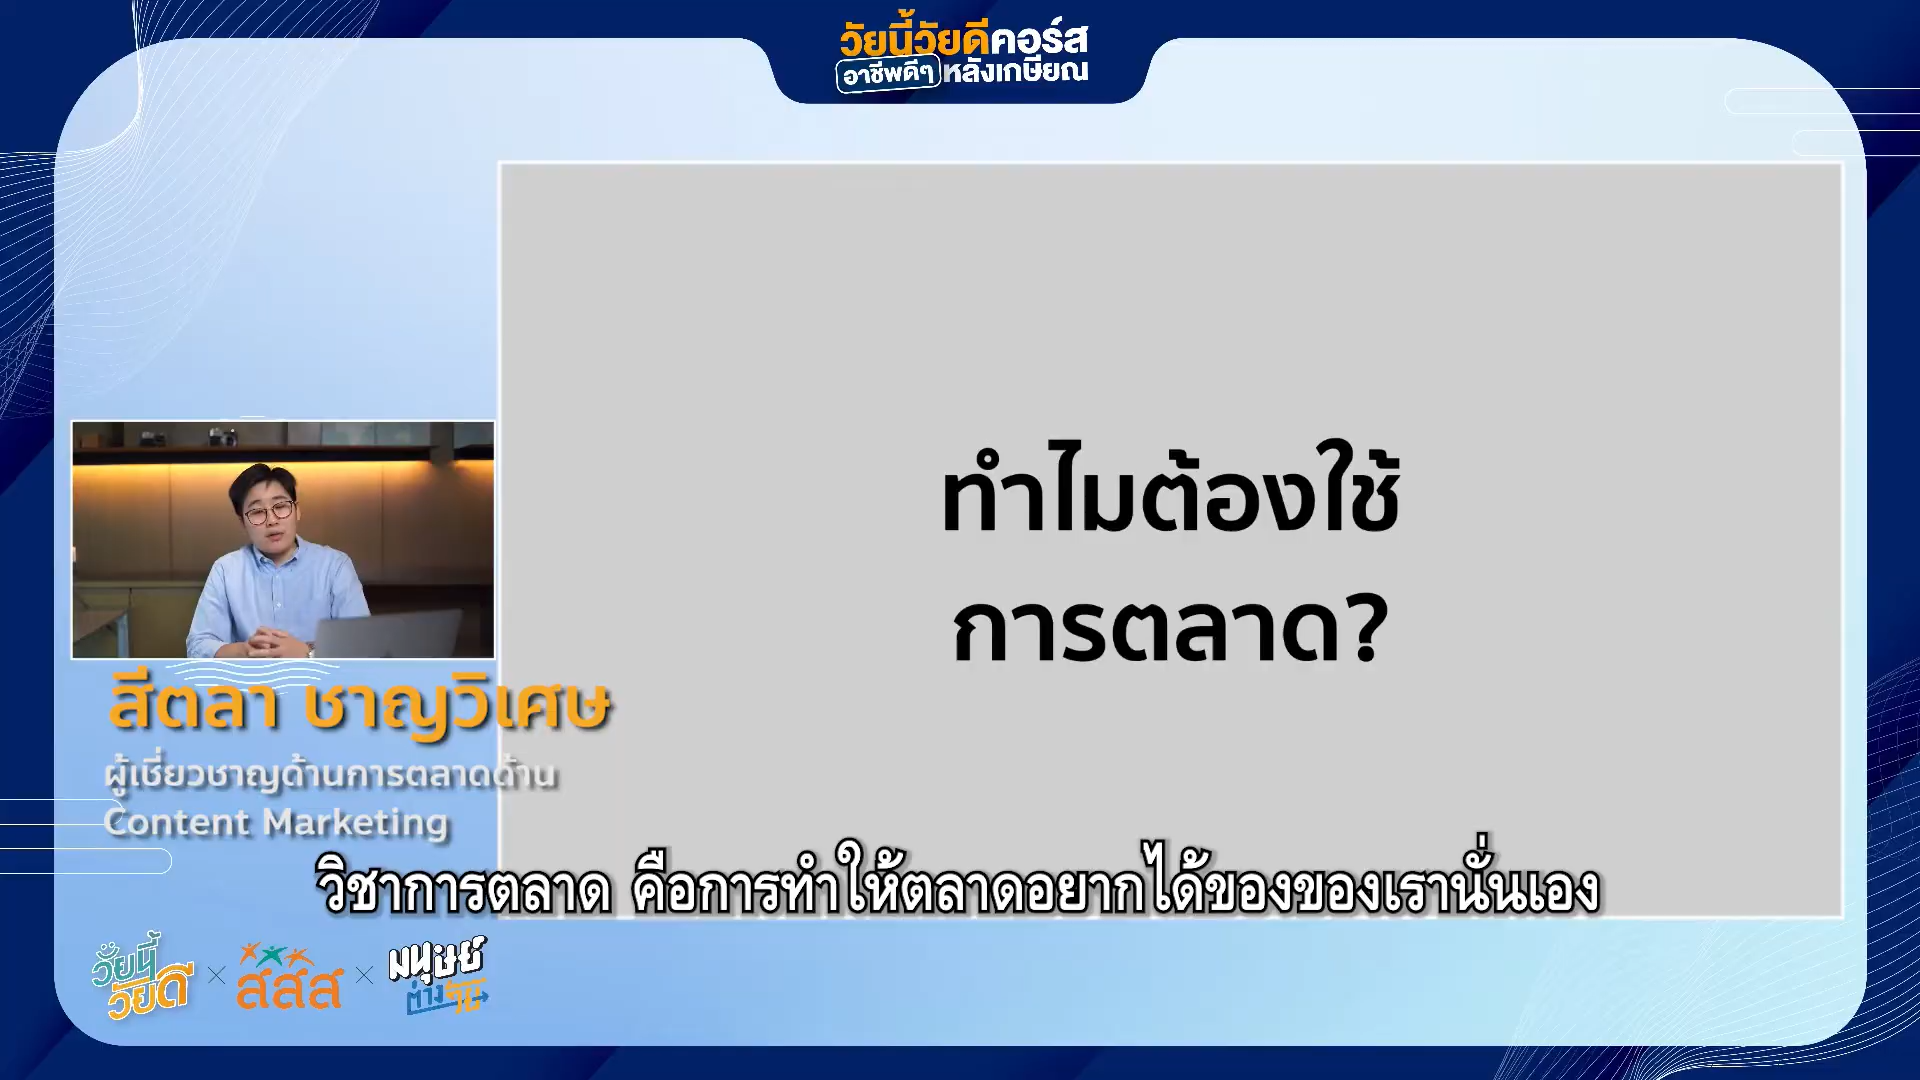 วัยนี้วัยดีคอร์ส
อาชีพดีๆ หลังเกษียณ
ทำไมต้องใช้
การตลาด?
สีตลา ชาญวิเศษ
ผู้เชี่ยวชาญด้านการตลาดด้าน
Content Marketing
วิชาการตลาด คือการทำให้ตลาดอยากได้ของของเรานั่นเอง
วัยนี้
วัยดี
×
สสส
×
มนุษย์
ต่างวัย